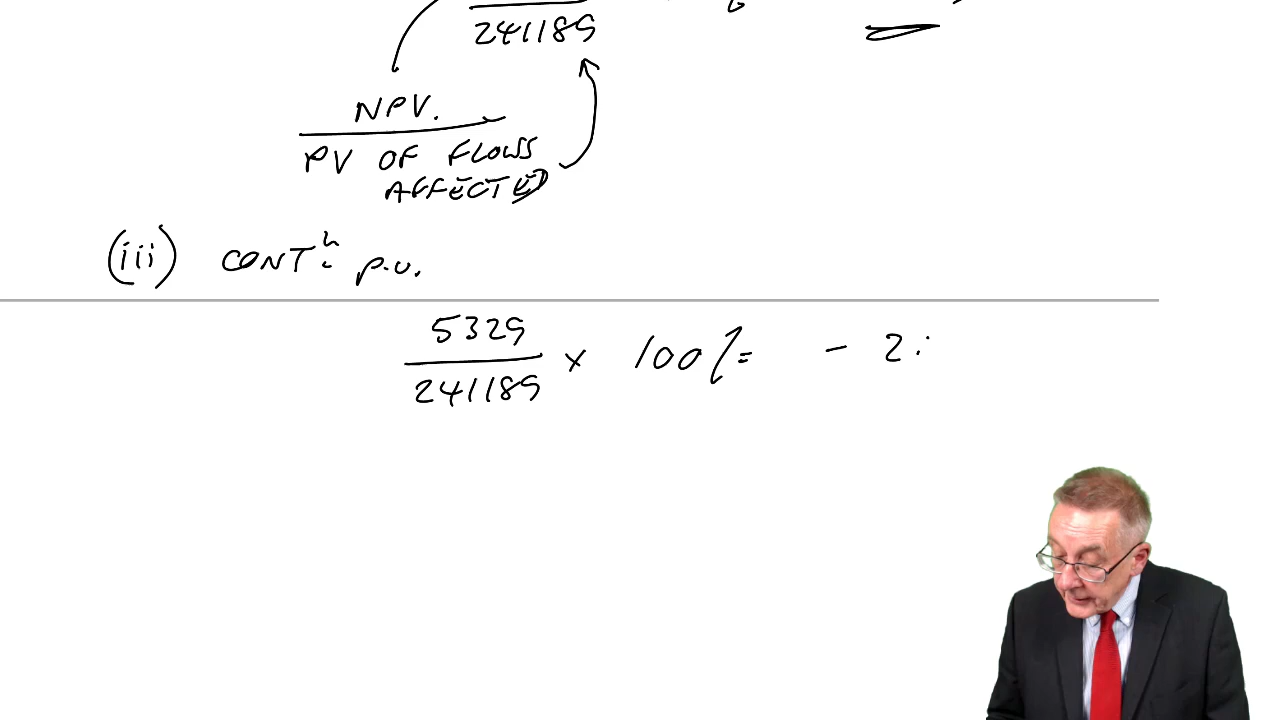 241189
NPV.
PV OF FLOWS
AFFECTED
(iii) CONTⁿ p.u.
5329
241189 × 100% = - 2.